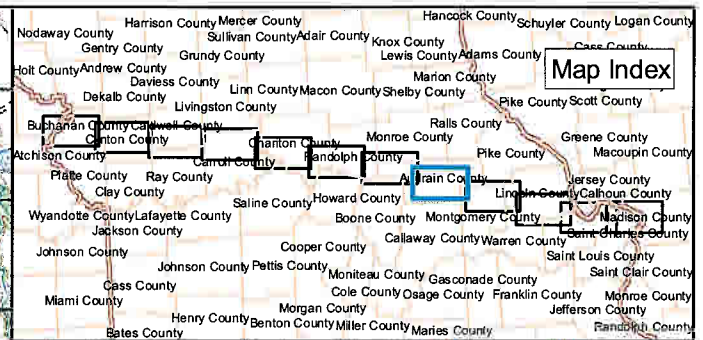 Harrison County Mercer County
Hancock County
Schuyler County Logan County
Nodaway County
Sullivan County Adair County
Knox County
Gentry County
Grundy County
Lewis County Adams County
Cass County
Map Index
Holt County Andrew County
Daviess County
Marion County
Dekalb County
Linn County Macon County Shelby County
Livingston County
Pike County Scott County
Buchanan County Caldwell County
Ralls County
Clinton County
Chariton County
Monroe County
Greene County
Atchison County
Carroll County
Randolph County
Pike County
Macoupin County
Platte County
Ray County
Audrain County
Jersey County
Clay County
Howard County
Lincoln County Calhoun County
Saline County
Wyandotte County Lafayette County
Boone County
Montgomery County
Madison County
Jackson County
Callaway County Warren County
Saint Charles County
Johnson County
Cooper County
Saint Louis County
Johnson County Pettis County
Moniteau County
Saint Clair County
Cass County
Gasconade County
Miami County
Cole County Osage County Franklin County
Monroe County
Morgan County
Jefferson County
Henry County
Benton County Miller County
Maries County
Randolph County
Bates County